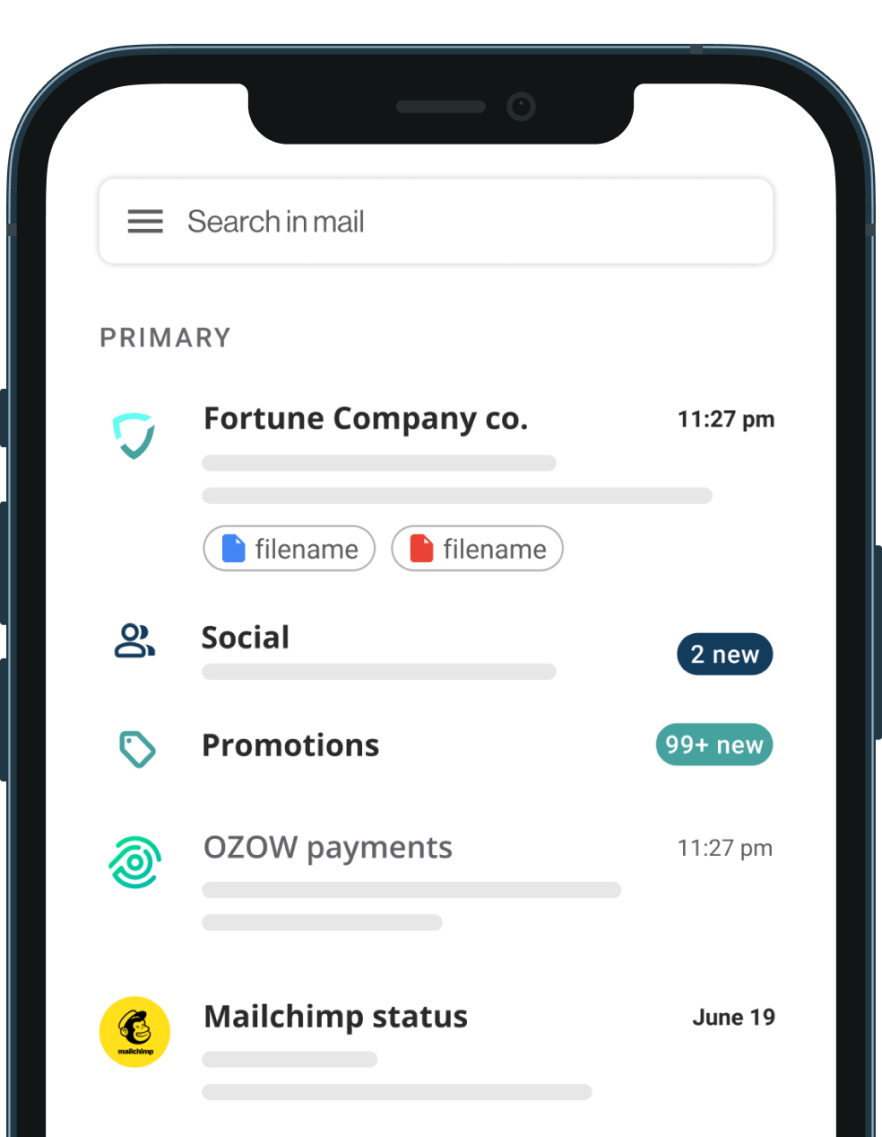 Search in mail
PRIMARY
Fortune Company co. 11:27 pm
filename filename
Social
2 new
Promotions 99+ new
OZOW payments 11:27 pm
Mailchimp status June 19
mailchimp